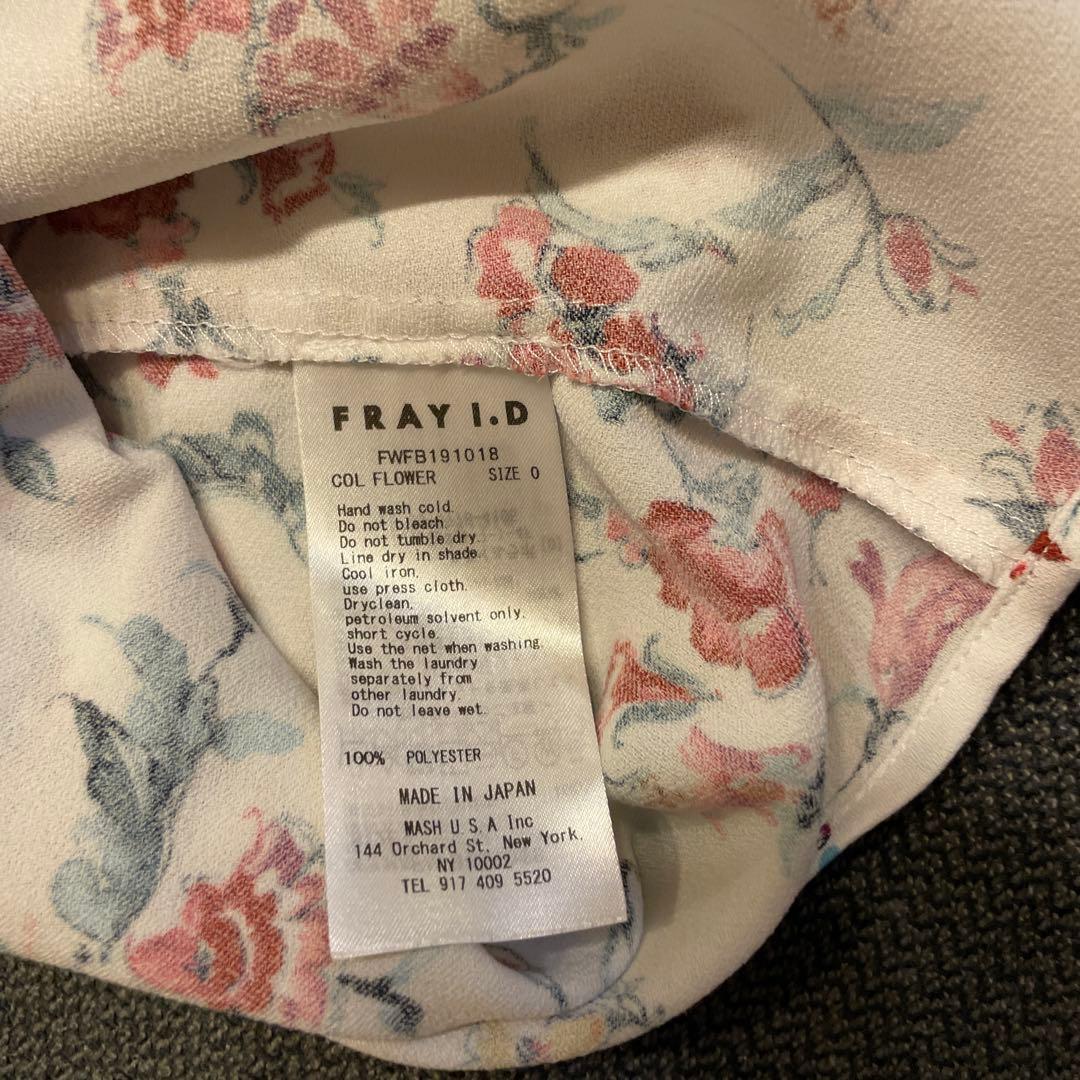 FRAY I.D
FWFB191018
COL FLOWER SIZE 0
Hand wash cold.
Do not bleach.
Do not tumble dry.
Line dry in shade.
Cool iron,
use press cloth.
Dryclean,
petroleum solvent only.
short cycle.
Use the net when washing.
Wash the laundry
separately from
other laundry.
Do not leave wet.
100% POLYESTER
MADE IN JAPAN
MASH U.S.A Inc
144 Orchard St. New York.
NY 10002
TEL 917 409 5520